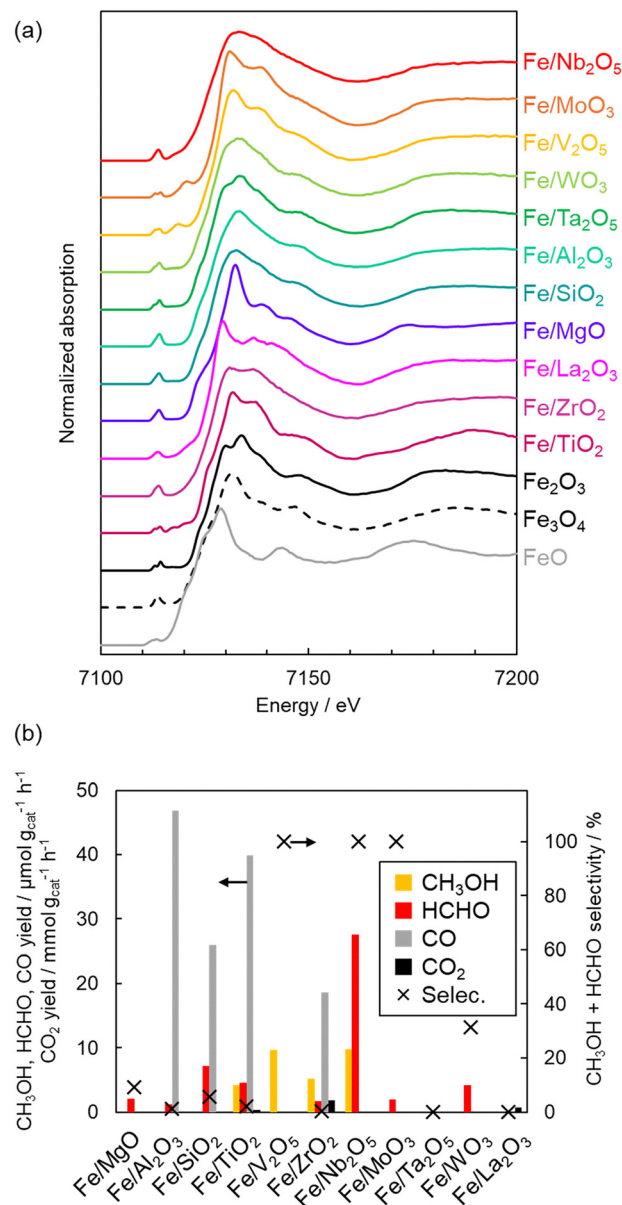 (a)
Normalized absorption
Fe/Nb₂O₅
Fe/MoO₃
Fe/V₂O₅
Fe/WO₃
Fe/Ta₂O₅
Fe/Al₂O₃
Fe/SiO₂
Fe/MgO
Fe/La₂O₃
Fe/ZrO₂
Fe/TiO₂
Fe₂O₃
Fe₃O₄
FeO
7100 7150 7200
Energy / eV
(b)
CH₃OH, HCHO, CO yield / μmol g_cat⁻¹ h⁻¹
CO₂ yield / mmol g_cat⁻¹ h⁻¹
50
40
30
20
10
0
CH₃OH
HCHO
CO
CO₂
× Selec.
100
80
60
40
20
0
CH₃OH + HCHO selectivity / %
Fe/MgO
Fe/Al₂O₃
Fe/SiO₂
Fe/TiO₂
Fe/V₂O₅
Fe/ZrO₂
Fe/Nb₂O₅
Fe/MoO₃
Fe/Ta₂O₅
Fe/WO₃
Fe/La₂O₃